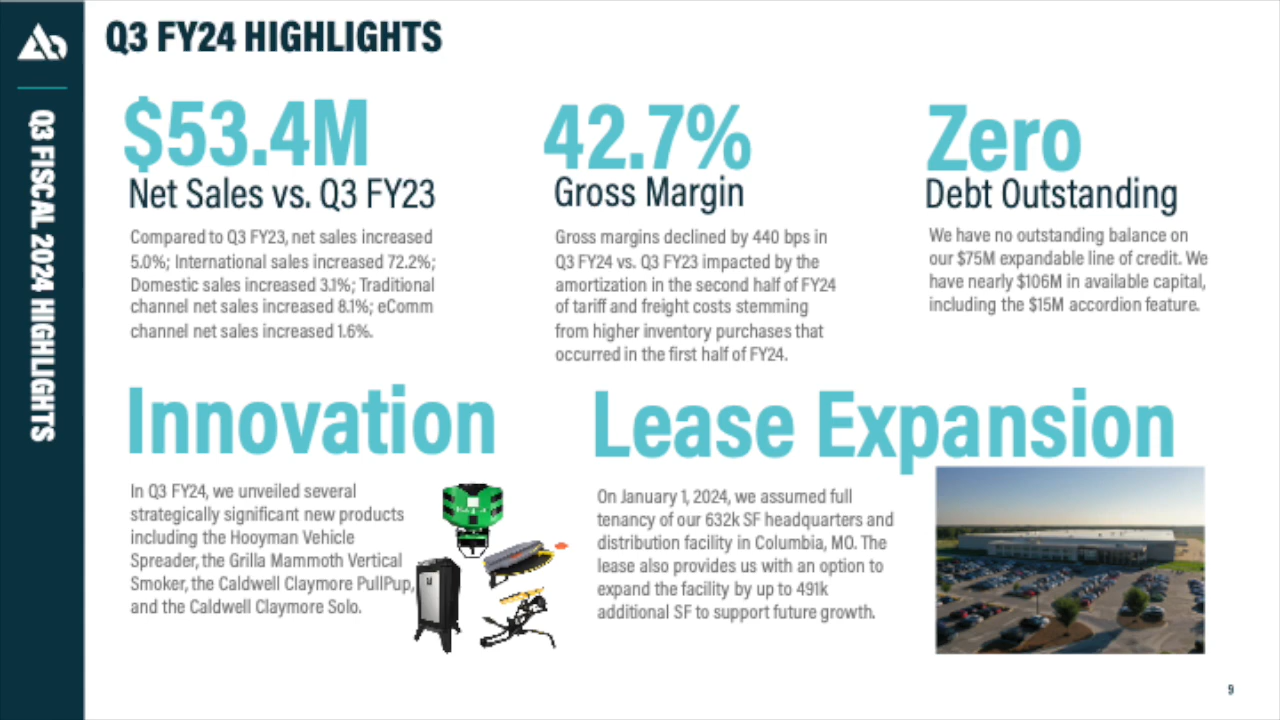 Q3 FY24 HIGHLIGHTS
Q3 FISCAL 2024 HIGHLIGHTS
$53.4M
Net Sales vs. Q3 FY23
Compared to Q3 FY23, net sales increased
5.0%; International sales increased 72.2%;
Domestic sales increased 3.1%; Traditional
channel net sales increased 8.1%; eComm
channel net sales increased 1.6%.
42.7%
Gross Margin
Gross margins declined by 440 bps in
Q3 FY24 vs. Q3 FY23 impacted by the
amortization in the second half of FY24
of tariff and freight costs stemming
from higher inventory purchases that
occurred in the first half of FY24.
Zero
Debt Outstanding
We have no outstanding balance on
our $75M expandable line of credit. We
have nearly $106M in available capital,
including the $15M accordion feature.
Innovation
In Q3 FY24, we unveiled several
strategically significant new products
including the Hooyman Vehicle
Spreader, the Grilla Mammoth Vertical
Smoker, the Caldwell Claymore PullPup,
and the Caldwell Claymore Solo.
Lease Expansion
On January 1, 2024, we assumed full
tenancy of our 632k SF headquarters and
distribution facility in Columbia, MO. The
lease also provides us with an option to
expand the facility by up to 491k
additional SF to support future growth.
9